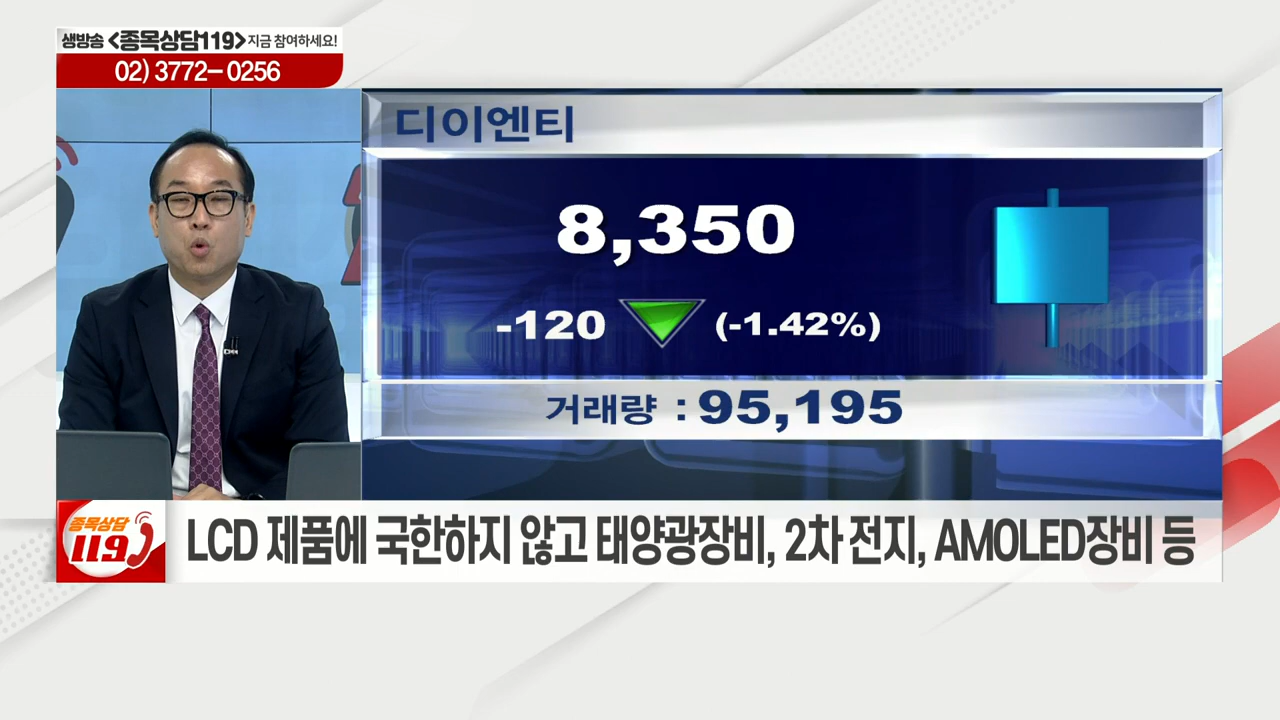 생방송 <종목상담119> 지금 참여하세요!
02) 3772-0256
디이엔티
8,350
-120 (-1.42%)
거래량 : 95,195
종목상담
119
LCD 제품에 국한하지 않고 태양광장비, 2차 전지, AMOLED장비 등